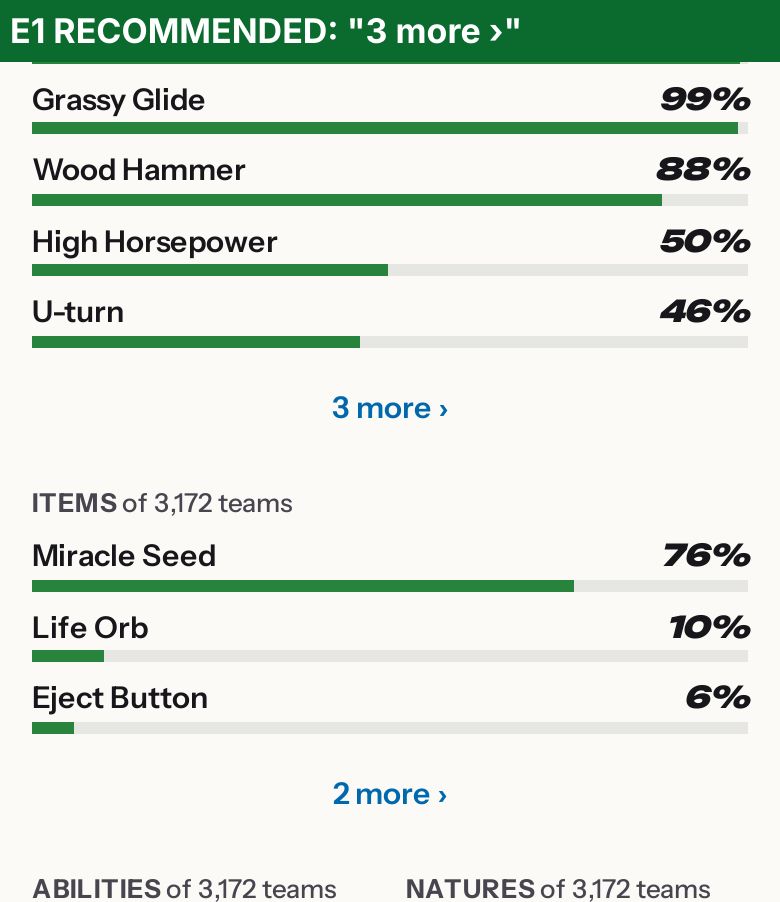 E1 RECOMMENDED: "3 more ›"
Grassy Glide 99%
Wood Hammer 88%
High Horsepower 50%
U-turn 46%
3 more ›
ITEMS of 3,172 teams
Miracle Seed 76%
Life Orb 10%
Eject Button 6%
2 more ›
ABILITIES of 3,172 teams NATURES of 3,172 teams